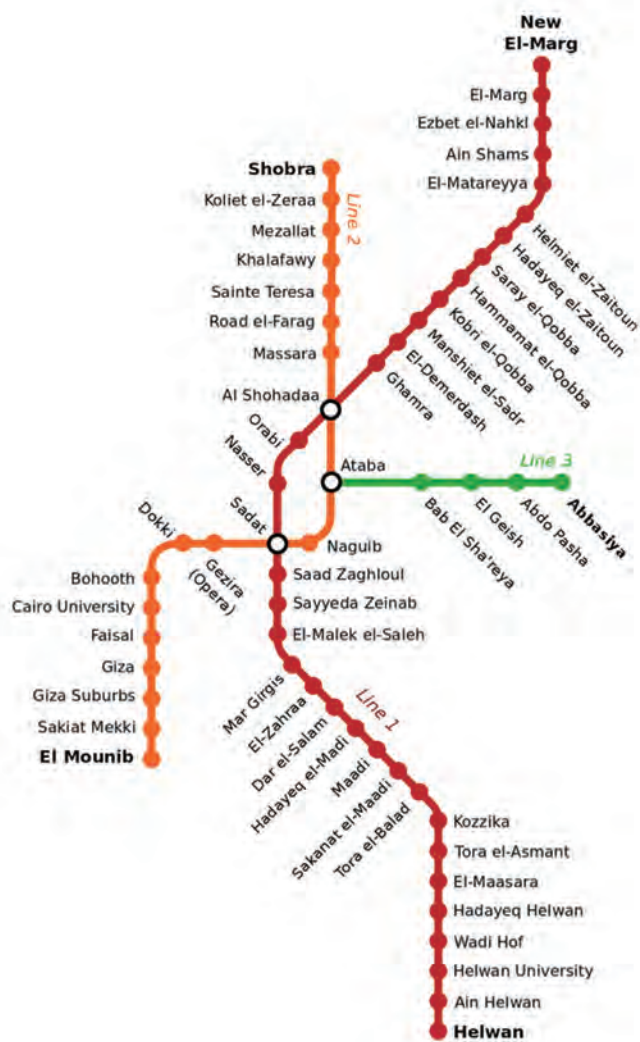 New
El-Marg
El-Marg
Ezbet el-Nahkl
Ain Shams
El-Matareyya
Helmiet el-Zaitoun
Hadayeq el-Zaitoun
Saray el-Qobba
Hammamat el-Qobba
Kobri el-Qobba
Manshiet el-Sadr
El-Demerdash
Ghamra
Shobra
Line 2
Koliet el-Zeraa
Mezallat
Khalafawy
Sainte Teresa
Road el-Farag
Massara
Al Shohadaa
Orabi
Nasser
Ataba
Line 3
Bab El Sha'reya
El Geish
Abdo Pasha
Abbasiya
Sadat
Naguib
Dokki
Gezira
(Opera)
Bohooth
Cairo University
Faisal
Giza
Giza Suburbs
Sakiat Mekki
El Mounib
Saad Zaghloul
Sayyeda Zeinab
El-Malek el-Saleh
Line 1
Mar Girgis
El-Zahraa
Dar el-Salam
Hadayeq el-Madi
Maadi
Sakanat el-Maadi
Tora el-Balad
Kozzika
Tora el-Asmant
El-Maasara
Hadayeq Helwan
Wadi Hof
Helwan University
Ain Helwan
Helwan